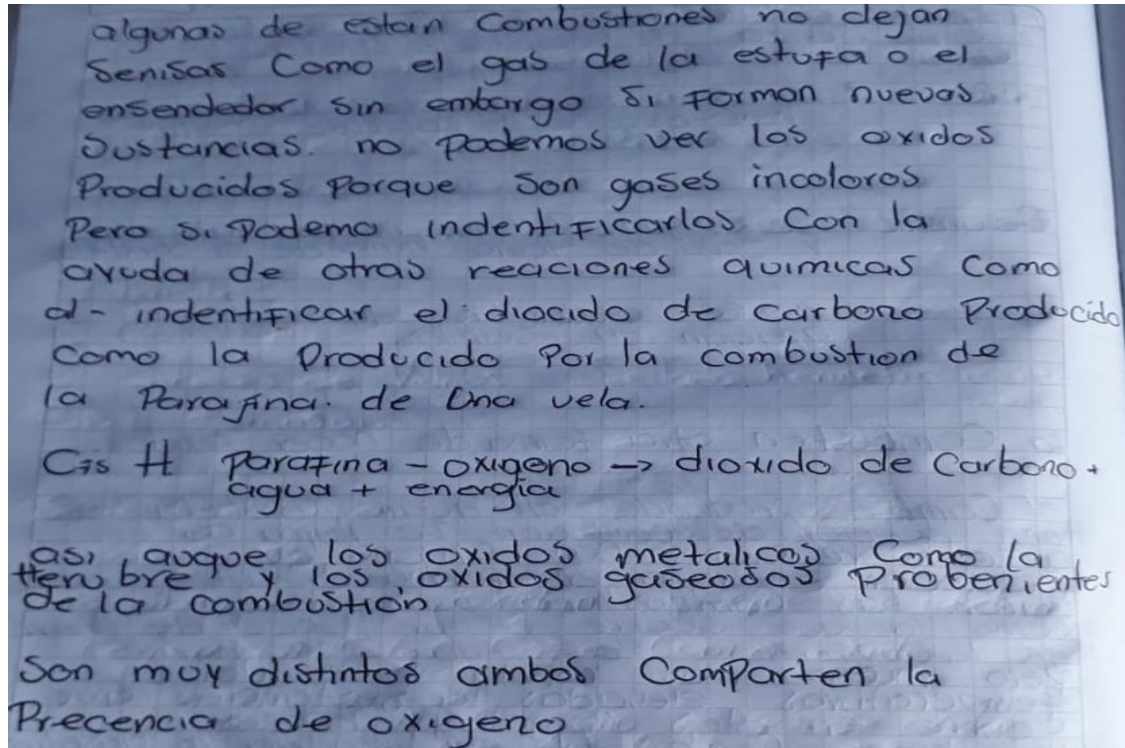 algunas de estan Combustiones no dejan
Senisas Como el gas de la estufa o el
ensendedor sin embargo si Forman nuevas
Sustancias. no Podemos ver los oxidos
Producidos Porque Son gases incoloros
Pero si Podemo indentificarlos Con la
ayuda de otras reaciones quimicas Como
al - indentificar el diocido de Carbono Producido
Como la Producido Por la combustion de
la Parafina. de Una vela.
Parafina - oxigeno -> dioxido de Carbono +
agua + energia
asi, auque los oxidos metalicos Como la
Herubre y los oxidos gaseosos Probenientes
de la combustión
Son muy distintos ambos Comparten la
Precencia de oxigeno